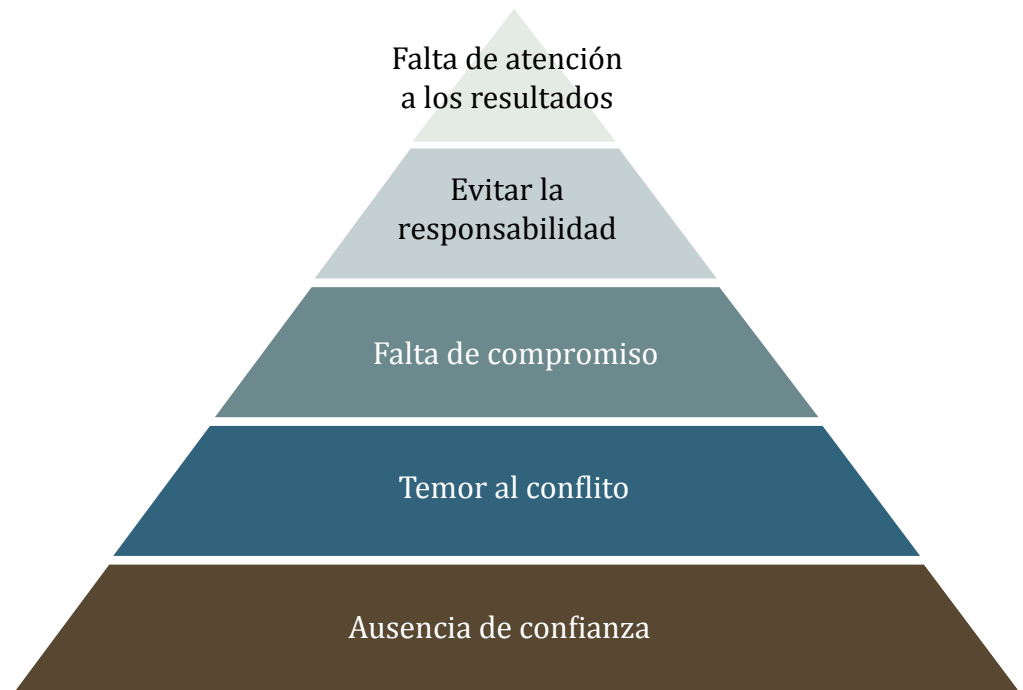 Falta de atención
a los resultados
Evitar la
responsabilidad
Falta de compromiso
Temor al conflito
Ausencia de confianza